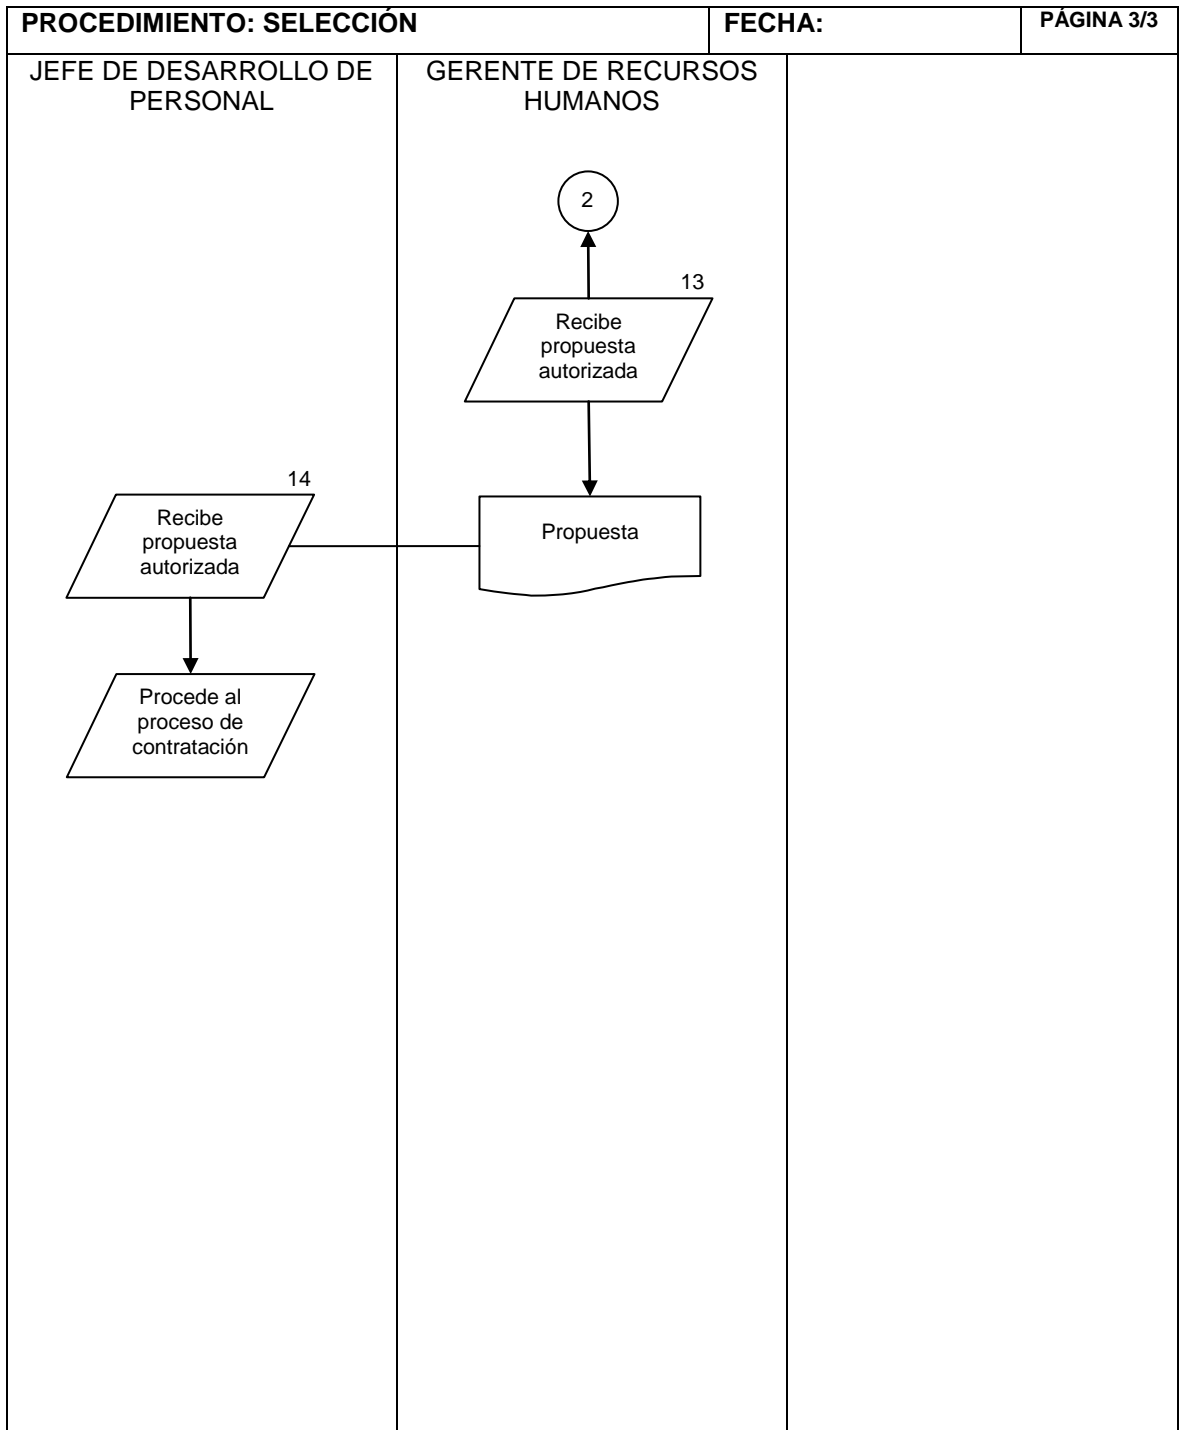 PROCEDIMIENTO: SELECCIÓN
FECHA:
PÁGINA 3/3
JEFE DE DESARROLLO DE
PERSONAL
GERENTE DE RECURSOS
HUMANOS
2
13
Recibe
propuesta
autorizada
14
Recibe
propuesta
autorizada
Propuesta
Procede al
proceso de
contratación